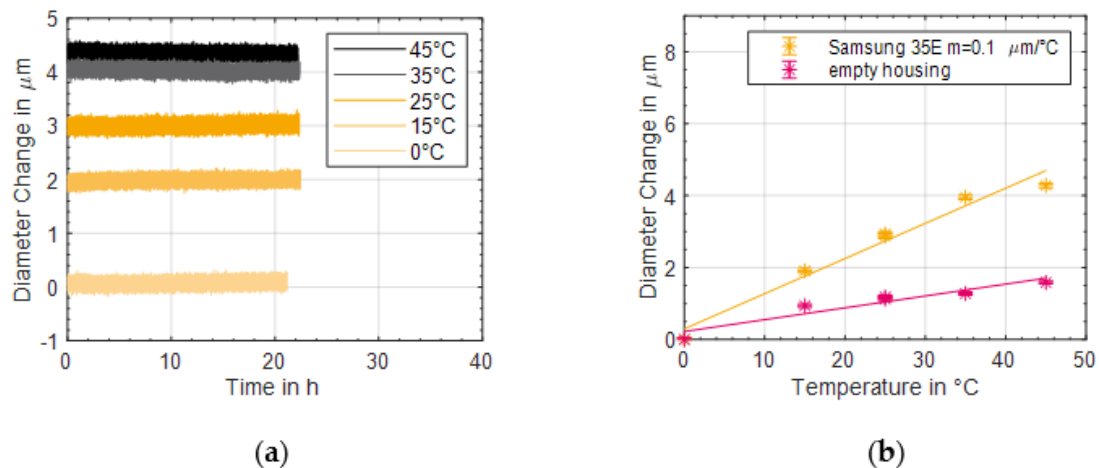 5
4
3
2
1
0
-1
0
10
20
30
40
Diameter Change in μm
Time in h
45°C
35°C
25°C
15°C
0°C
(a)
8
6
4
2
0
0
10
20
30
40
50
Diameter Change in μm
Temperature in °C
Samsung 35E m=0.1 μm/°C
empty housing
(b)